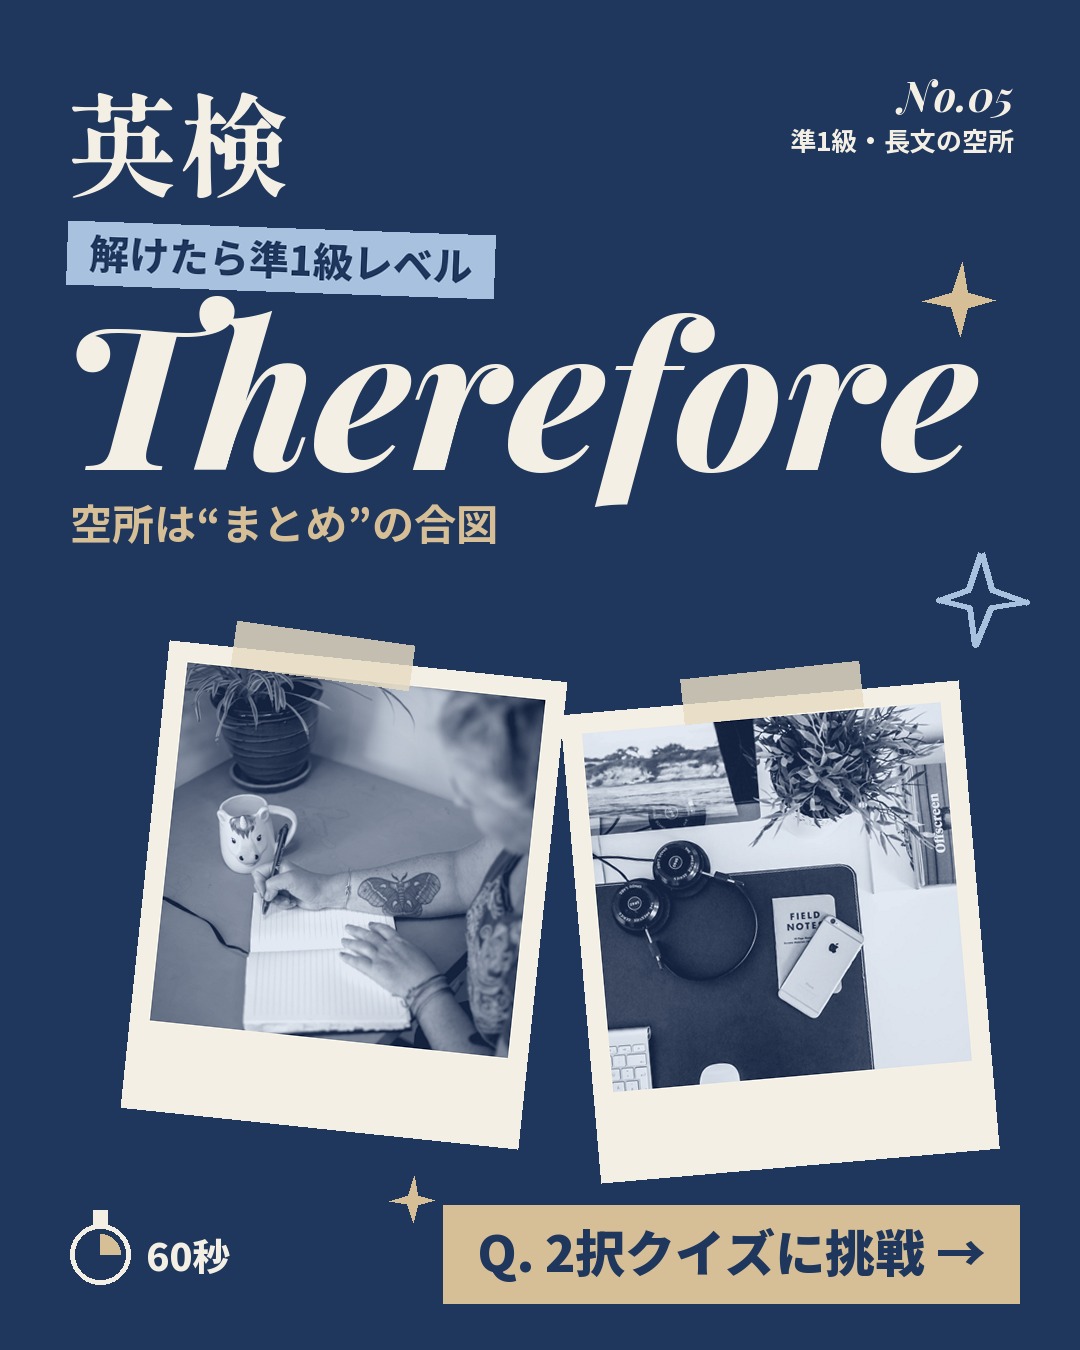 英検
No.05
準1級・長文の空所
解けたら準1級レベル
Therefore
空所は“まとめ”の合図
Offscreen
FIELD
NOTES
60秒
Q. 2択クイズに挑戦 →